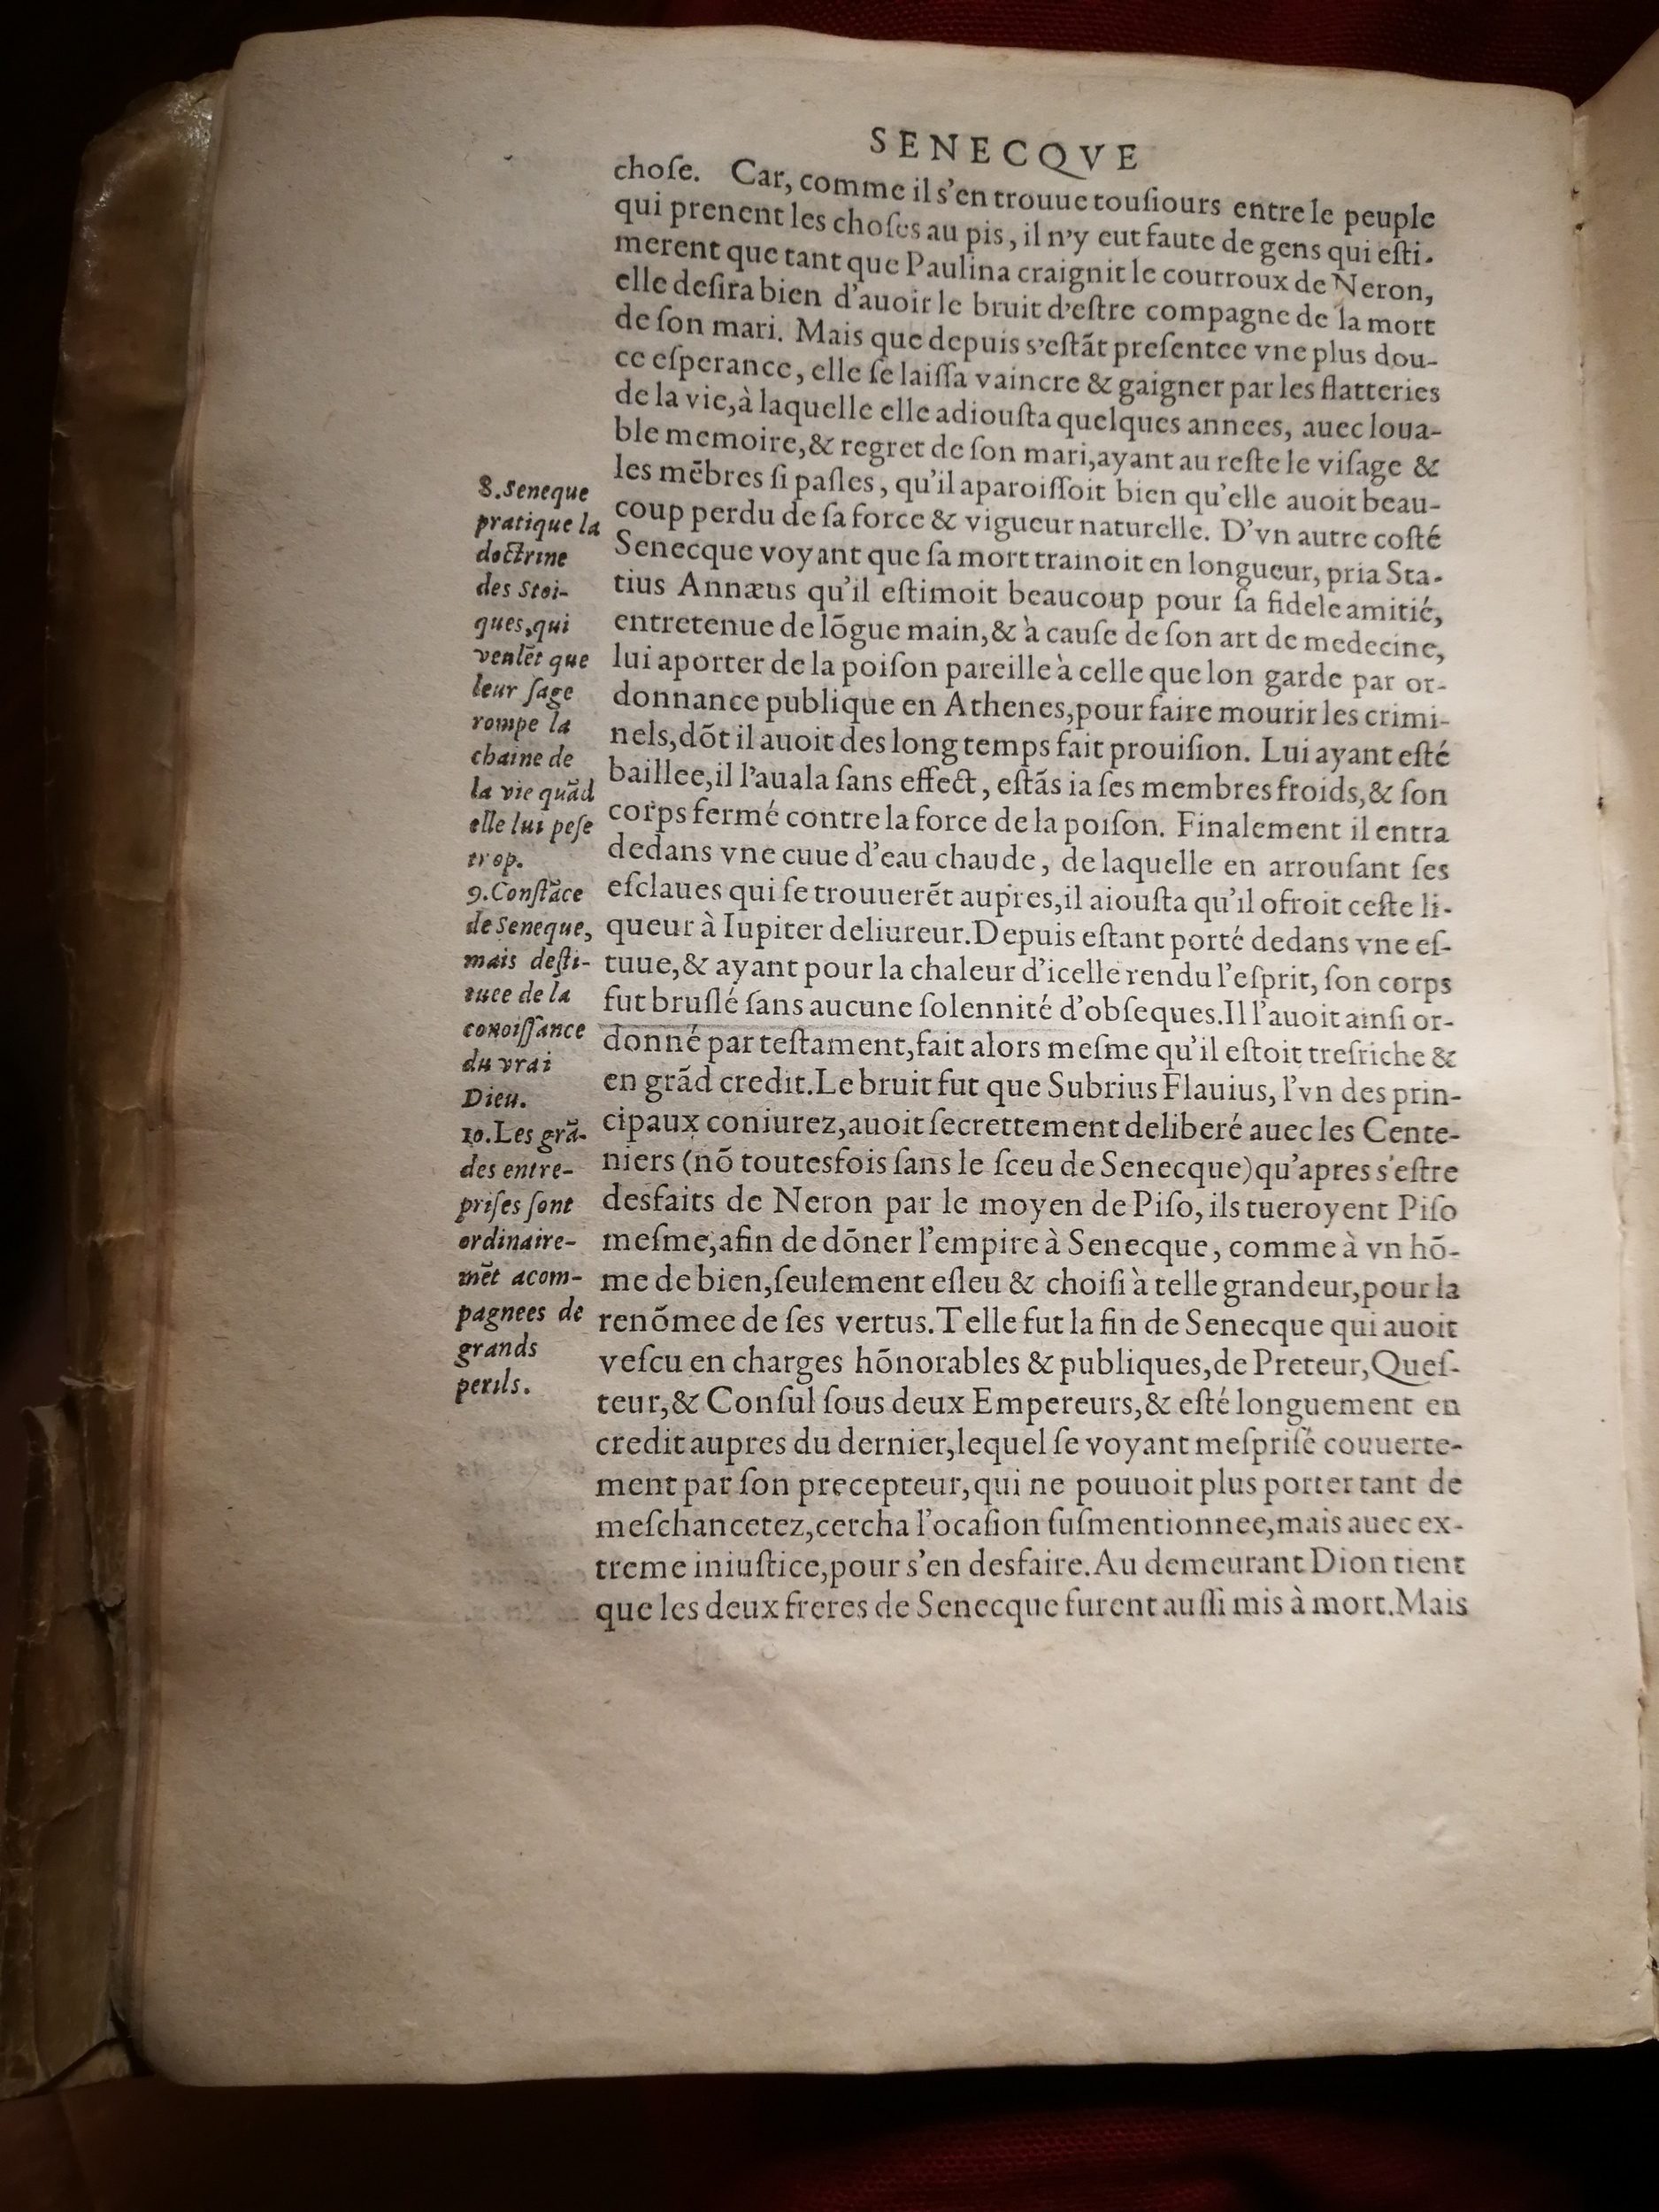 SENECQVE
choſe. Car, comme il s'en trouue touſiours entre le peuple
qui prenent les choſes au pis, il n'y eut faute de gens qui eſti-
merent que tant que Paulina craignit le courroux de Neron,
elle deſira bien d'auoir le bruit d'eſtre compagne de la mort
de ſon mari. Mais que depuis s'eſtãt preſentee vne plus dou-
ce eſperance, elle ſe laiſſa vaincre & gaigner par les flatteries
de la vie, à laquelle elle adiouſta quelques annees, auec loua-
ble memoire, & regret de ſon mari, ayant au reſte le viſage &
les mẽbres ſi paſles, qu'il aparoiſſoit bien qu'elle auoit beau-
coup perdu de ſa force & vigueur naturelle. D'vn autre coſté
Senecque voyant que ſa mort trainoit en longueur, pria Sta-
tius Annæus qu'il eſtimoit beaucoup pour ſa fidele amitié,
entretenue de lõgue main, & à cauſe de ſon art de medecine,
lui aporter de la poiſon pareille à celle que lon garde par or-
donnance publique en Athenes, pour faire mourir les crimi-
nels, dõt il auoit des long temps fait prouiſion. Lui ayant eſté
baillee, il l'auala ſans effect, eſtãs ia ſes membres froids, & ſon
corps fermé contre la force de la poiſon. Finalement il entra
dedans vne cuue d'eau chaude, de laquelle en arrouſant ſes
eſclaues qui ſe trouuerẽt aupres, il aiouſta qu'il ofroit ceſte li-
queur à Iupiter deliureur. Depuis eſtant porté dedans vne eſ-
tuue, & ayant pour la chaleur d'icelle rendu l'eſprit, ſon corps
fut bruſlé ſans aucune ſolennité d'obſeques. Il l'auoit ainſi or-
donné par teſtament, fait alors meſme qu'il eſtoit treſriche &
en grãd credit. Le bruit fut que Subrius Flauius, l'vn des prin-
cipaux coniurez, auoit ſecrettement deliberé auec les Cente-
niers (nõ toutesfois ſans le ſceu de Senecque) qu'apres s'eſtre
desfaits de Neron par le moyen de Piſo, ils tueroyent Piſo
meſme, afin de dõner l'empire à Senecque, comme à vn hõ-
me de bien, ſeulement eſleu & choiſi à telle grandeur, pour la
renõmee de ſes vertus. Telle fut la fin de Senecque qui auoit
veſcu en charges hõnorables & publiques, de Preteur, Queſ-
teur, & Conſul ſous deux Empereurs, & eſté longuement en
credit aupres du dernier, lequel ſe voyant meſpriſé couuerte-
ment par ſon precepteur, qui ne pouuoit plus porter tant de
meſchancetez, cercha l'ocaſion ſuſmentionnee, mais auec ex-
treme iniuſtice, pour s'en desfaire. Au demeurant Dion tient
que les deux freres de Senecque furent auſſi mis à mort. Mais
8. Seneque
pratique la
doctrine
des Stoi-
ques, qui
veulẽt que
leur ſage
rompe la
chaine de
la vie quãd
elle lui peſe
trop.
9. Conſtãce
de Seneque,
mais deſti-
tuee de la
conoiſſance
du vrai
Dieu.
10. Les grã-
des entre-
priſes ſont
ordinaire-
mẽt acom-
pagnees de
grands
perils.